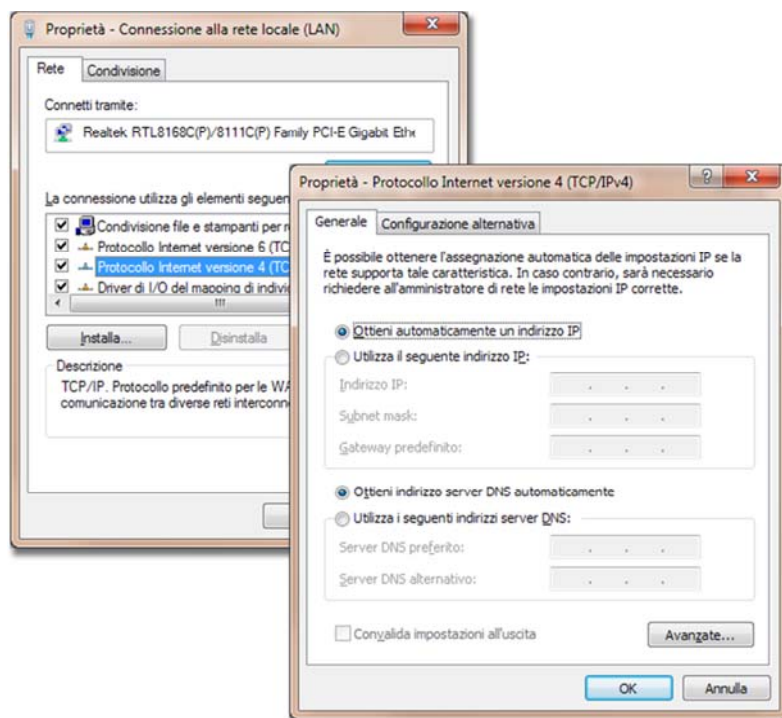 Proprietà - Connessione alla rete locale (LAN)
Rete
Condivisione
Connetti tramite:
Realtek RTL8168C(P)/8111C(P) Family PCI-E Gigabit Ethe
La connessione utilizza gli elementi seguen
Condivisione file e stampanti per r
Protocollo Internet versione 6 (TC
Protocollo Internet versione 4 (TC
Driver di I/O del mapping di individ
Installa...
Disinstalla
Descrizione
TCP/IP. Protocollo predefinito per le WA
comunicazione tra diverse reti interconne
Proprietà - Protocollo Internet versione 4 (TCP/IPv4)
Generale
Configurazione alternativa
È possibile ottenere l'assegnazione automatica delle impostazioni IP se la
rete supporta tale caratteristica. In caso contrario, sarà necessario
richiedere all'amministratore di rete le impostazioni IP corrette.
Ottieni automaticamente un indirizzo IP
Utilizza il seguente indirizzo IP:
Indirizzo IP:
Subnet mask:
Gateway predefinito:
Ottieni indirizzo server DNS automaticamente
Utilizza i seguenti indirizzi server DNS:
Server DNS preferito:
Server DNS alternativo:
Convalida impostazioni all'uscita
Avanzate...
OK
Annulla